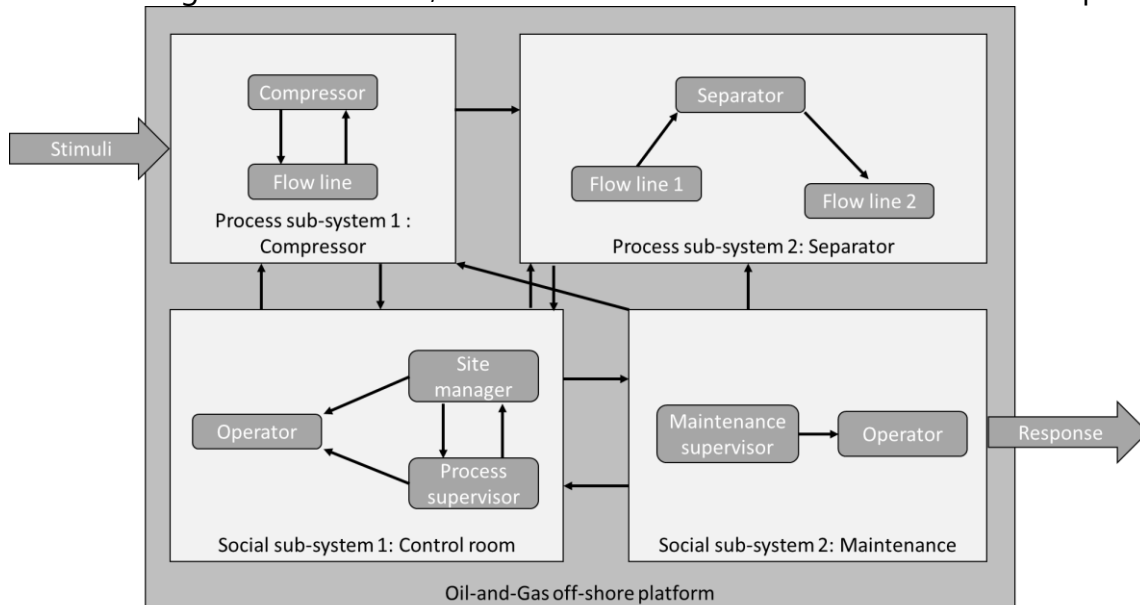 Stimuli
Compressor
Flow line
Process sub-system 1 :
Compressor
Separator
Flow line 1
Flow line 2
Process sub-system 2: Separator
Site
manager
Operator
Process
supervisor
Social sub-system 1: Control room
Maintenance
supervisor
Operator
Social sub-system 2: Maintenance
Response
Oil-and-Gas off-shore platform